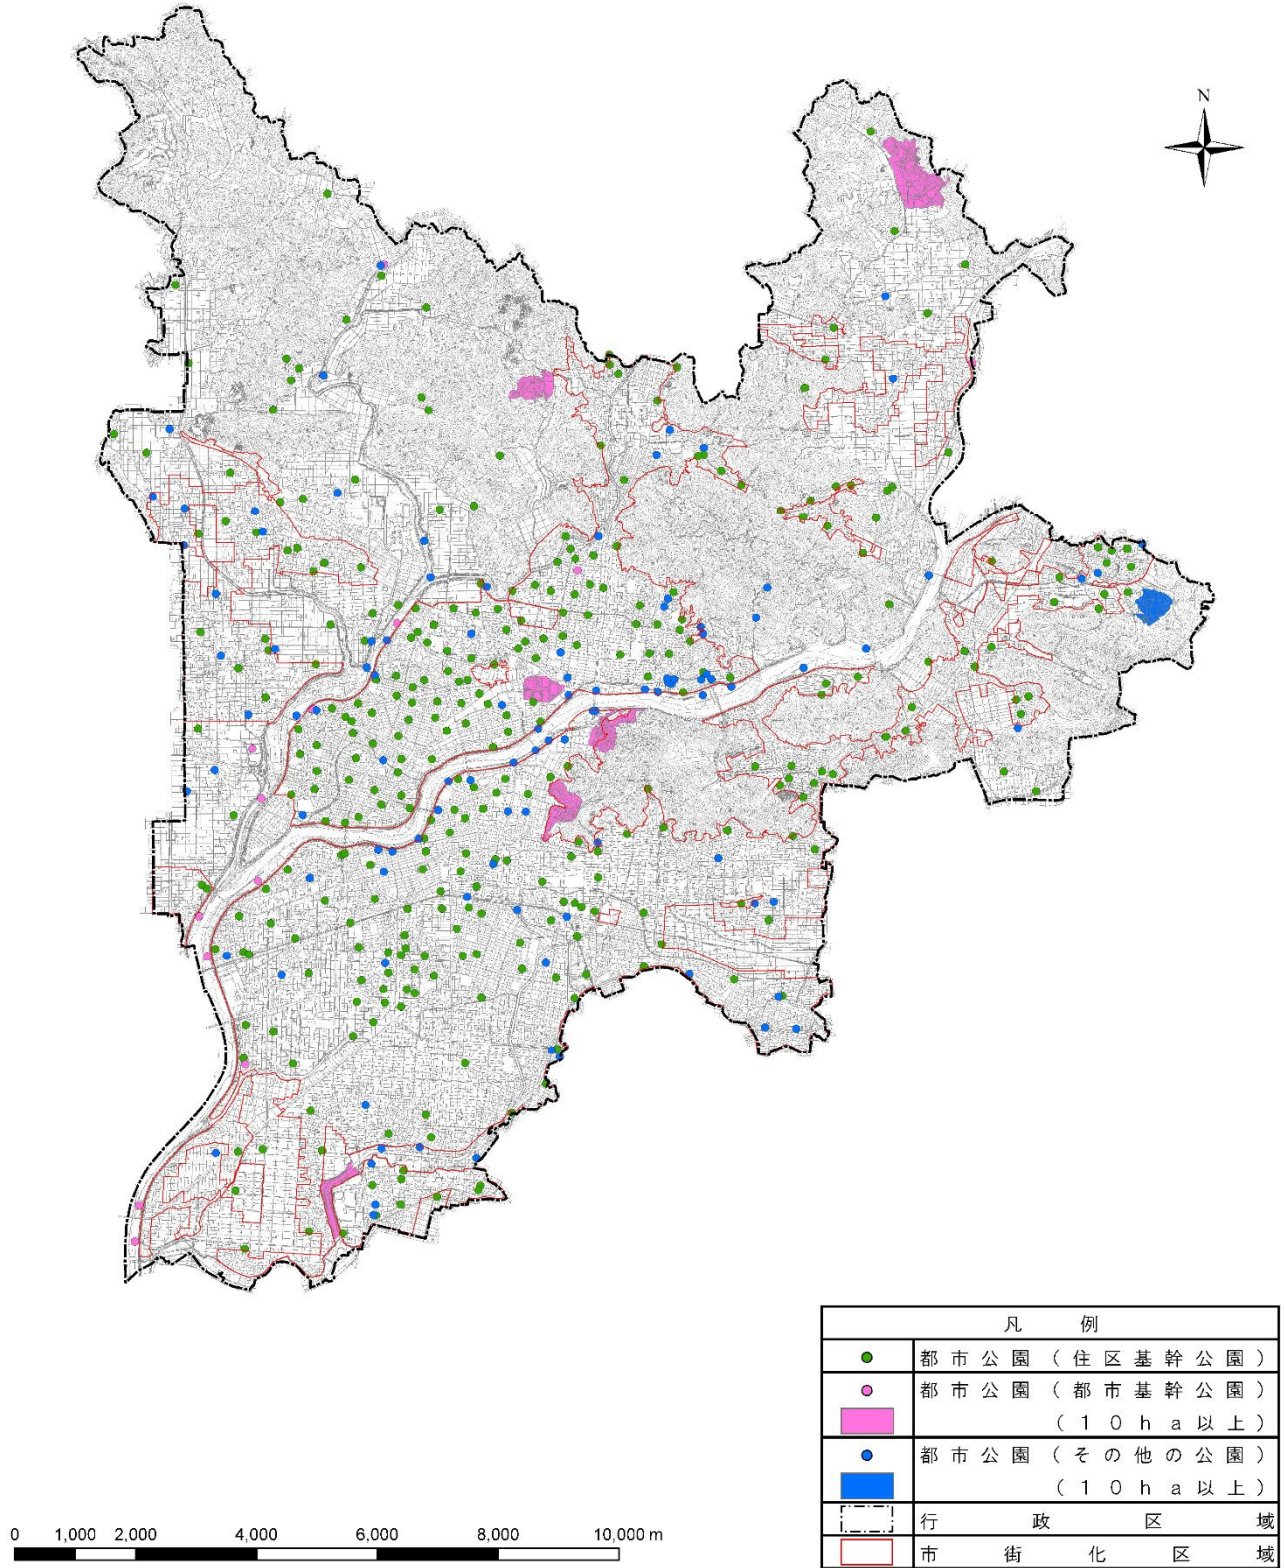 N
凡 例
都市公園(住区基幹公園)
都市公園(都市基幹公園)
(10ha以上)
都市公園(その他の公園)
(10ha以上)
行政区域
市街化区域
0 1,000 2,000 4,000 6,000 8,000 10,000 m